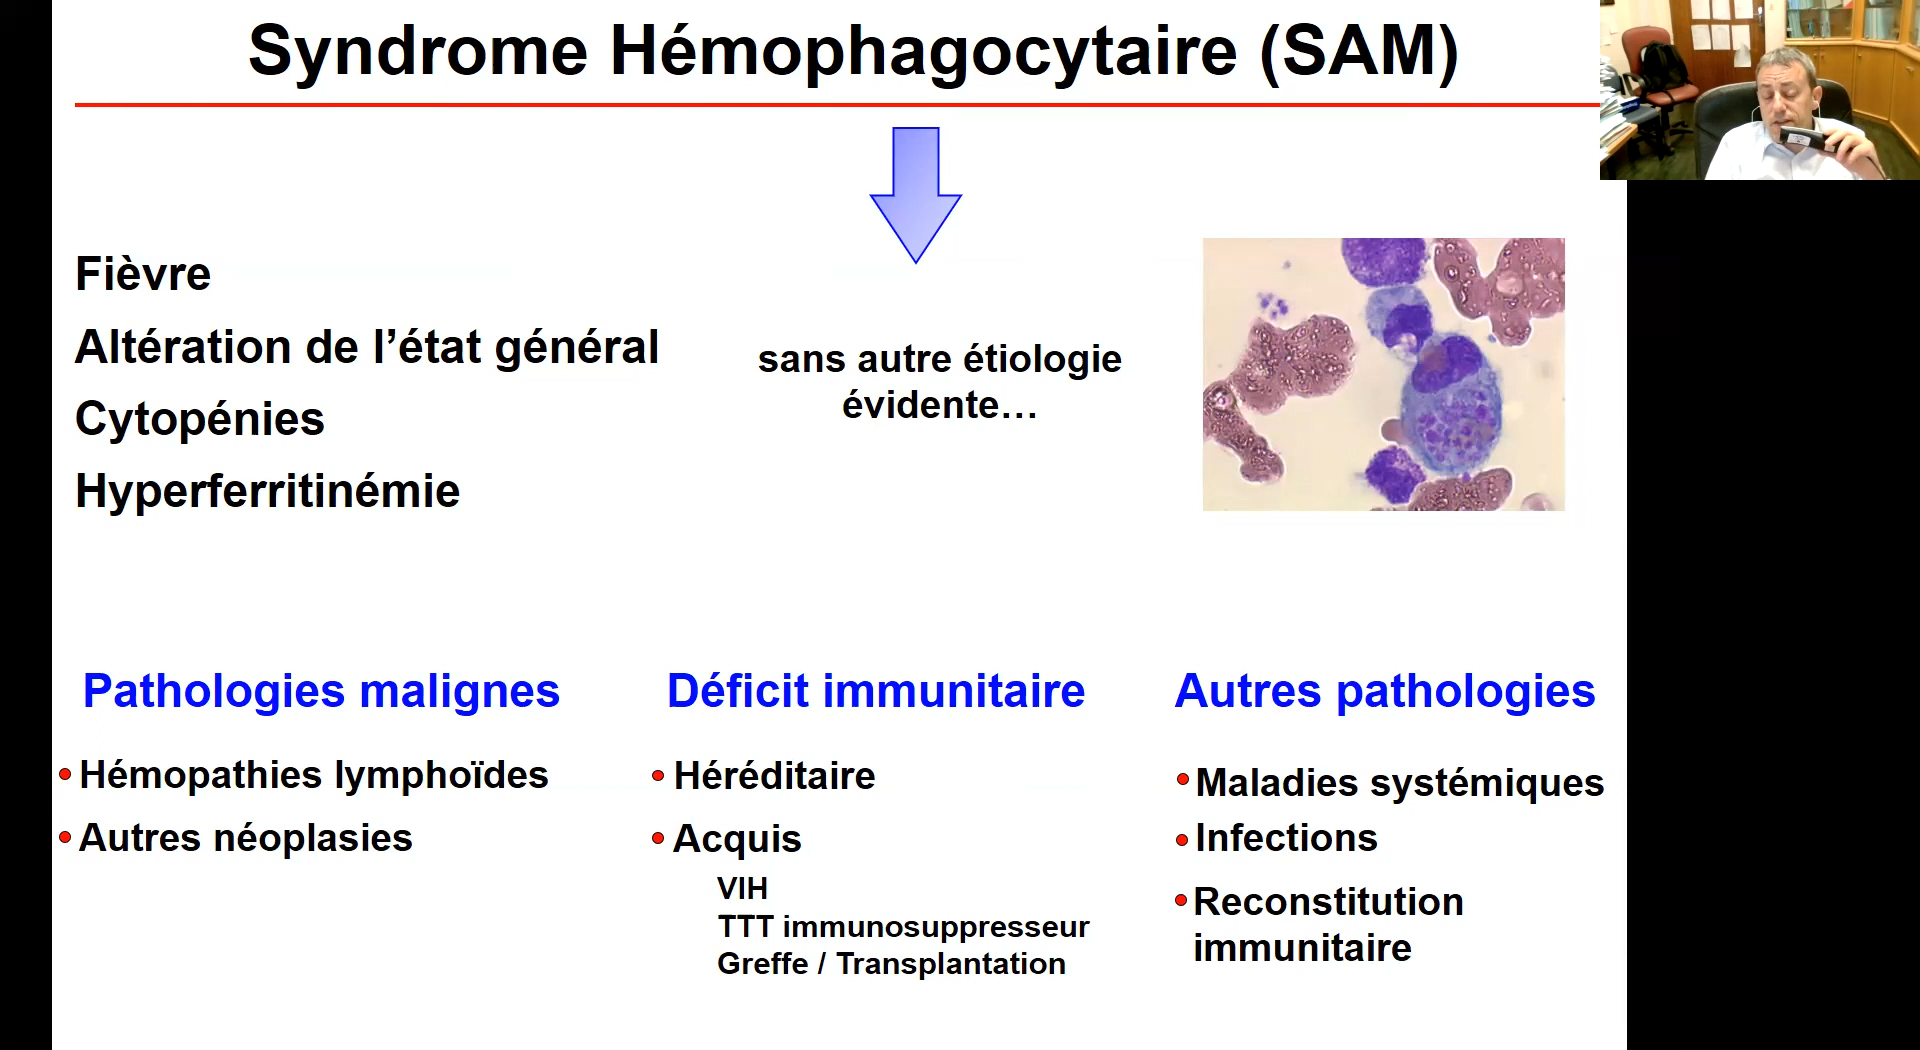 Syndrome Hémophagocytaire (SAM)
Fièvre
Altération de l’état général
Cytopénies
Hyperferritinémie
sans autre étiologie
évidente…
Pathologies malignes
• Hémopathies lymphoïdes
• Autres néoplasies
Déficit immunitaire
• Héréditaire
• Acquis
VIH
TTT immunosuppresseur
Greffe / Transplantation
Autres pathologies
• Maladies systémiques
• Infections
• Reconstitution
immunitaire